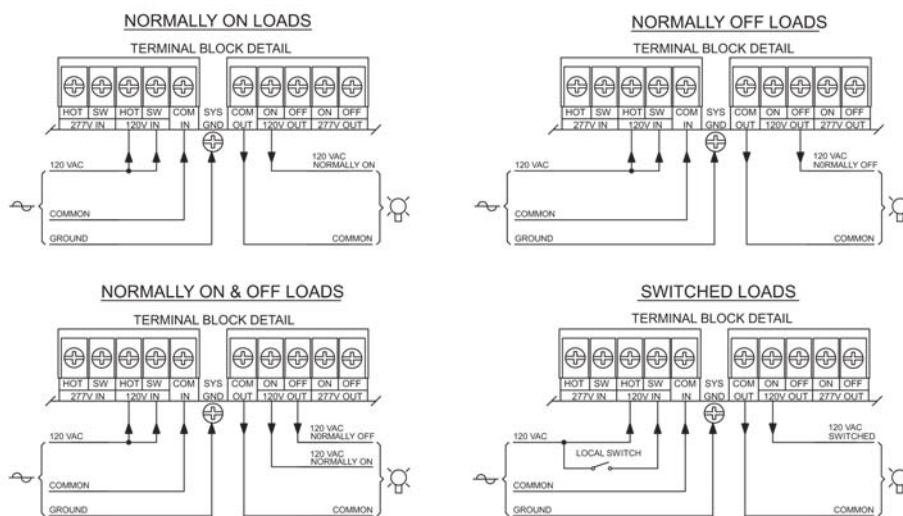 NORMALLY ON LOADS
TERMINAL BLOCK DETAIL
HOT SW HOT SW COM SYS COM ON OFF ON OFF
277V IN 120V IN IN GND OUT 120V OUT 277V OUT
120 VAC
120 VAC
NORMALLY ON
COMMON
GROUND
COMMON
NORMALLY OFF LOADS
TERMINAL BLOCK DETAIL
HOT SW HOT SW COM SYS COM ON OFF ON OFF
277V IN 120V IN IN GND OUT 120V OUT 277V OUT
120 VAC
120 VAC
N0RMALLY OFF
COMMON
GROUND
COMMON
NORMALLY ON & OFF LOADS
TERMINAL BLOCK DETAIL
HOT SW HOT SW COM SYS COM ON OFF ON OFF
277V IN 120V IN IN GND OUT 120V OUT 277V OUT
120 VAC
120 VAC
N0RMALLY OFF
120 VAC
NORMALLY ON
COMMON
GROUND
COMMON
SWITCHED LOADS
TERMINAL BLOCK DETAIL
HOT SW HOT SW COM SYS COM ON OFF ON OFF
277V IN 120V IN IN GND OUT 120V OUT 277V OUT
120 VAC
120 VAC
SWITCHED
LOCAL SWITCH
COMMON
GROUND
COMMON